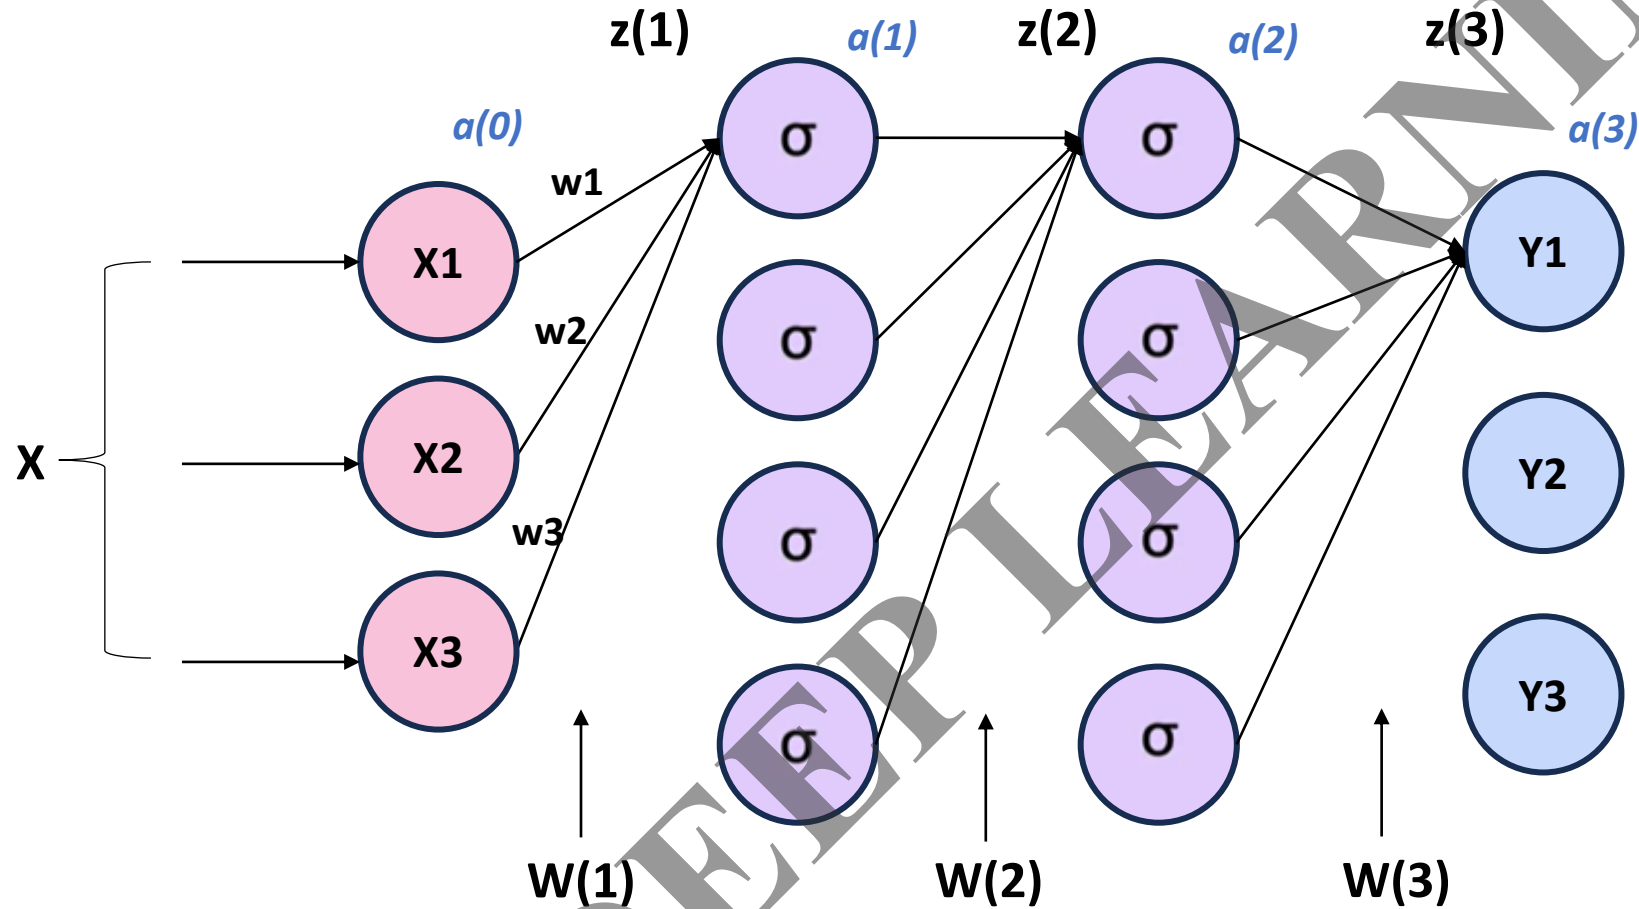 z(1)
a(1)
z(2)
a(2)
z(3)
a(0)
a(3)
w1
w2
w3
X
X1
X2
X3
σ
σ
σ
σ
σ
σ
σ
σ
Y1
Y2
Y3
W(1)
W(2)
W(3)